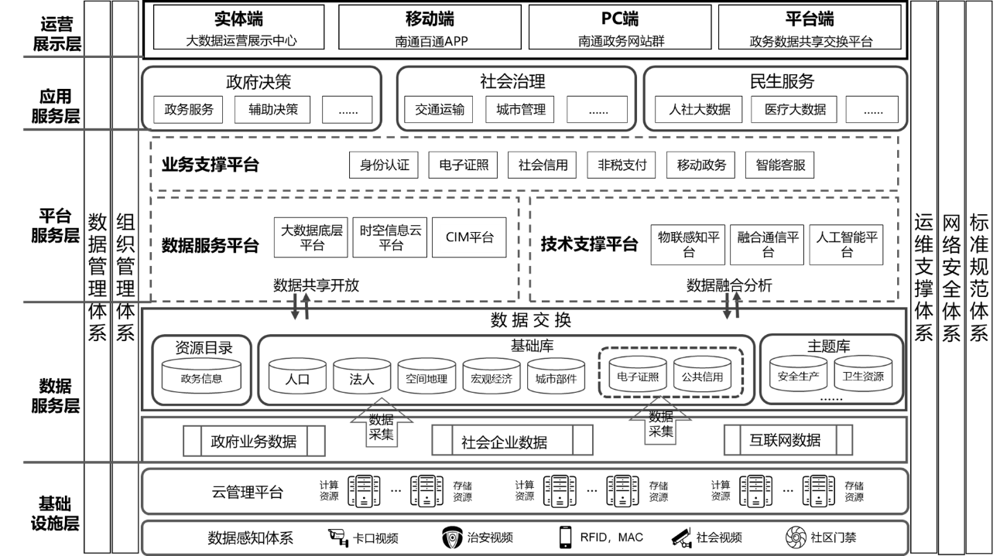 运营
展示层
实体端
大数据运营展示中心
移动端
南通百通APP
PC端
南通政务网站群
平台端
政务数据共享交换平台
应用
服务层
政府决策
政务服务
辅助决策
......
社会治理
交通运输
城市管理
......
民生服务
人社大数据
医疗大数据
......
平台
服务层
业务支撑平台
身份认证
电子证照
社会信用
非税支付
移动政务
智能客服
数据服务平台
大数据底层
平台
时空信息云
平台
CIM平台
数据共享开放
技术支撑平台
物联感知平
台
融合通信平
台
人工智能平
台
数据融合分析
数据
服务层
数据交换
资源目录
政务信息
基础库
人口
法人
空间地理
宏观经济
城市部件
电子证照
公共信用
主题库
安全生产
卫生资源
......
数据
采集
数据
采集
政府业务数据
社会企业数据
互联网数据
基础
设施层
云管理平台
计算
资源
...
存储
资源
计算
资源
...
存储
资源
计算
资源
...
存储
资源
数据感知体系
卡口视频
治安视频
RFID，MAC
社会视频
社区门禁
数据管理体系
组织管理体系
运维支撑体系
网络安全体系
标准规范体系